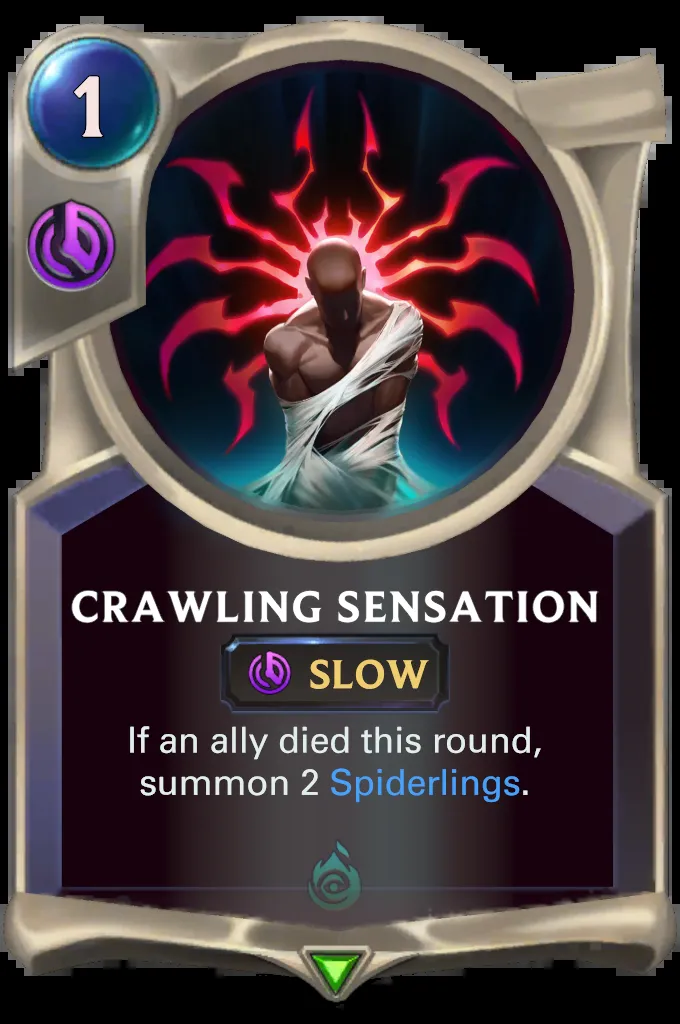 1
CRAWLING SENSATION
SLOW
If an ally died this round,
summon 2 Spiderlings.